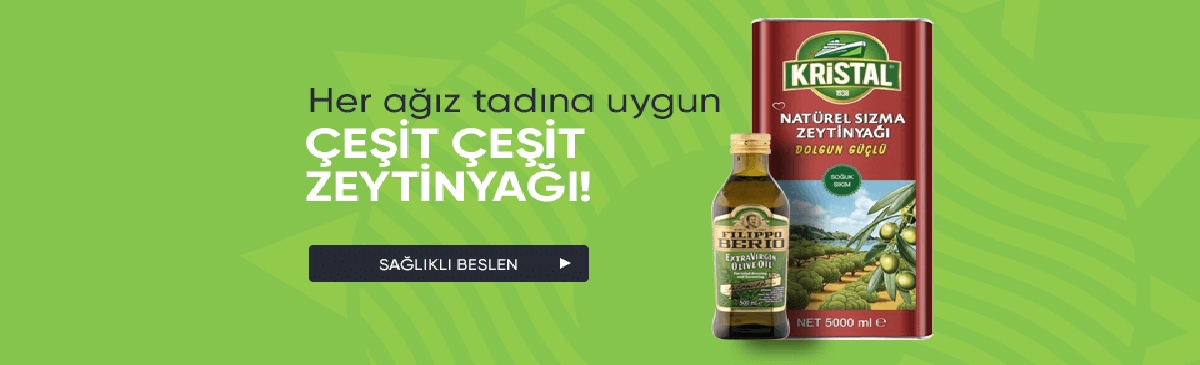 Her ağız tadına uygun
ÇEŞİT ÇEŞİT
ZEYTİNYAĞI!
SAĞLIKLI BESLEN
KRİSTAL
1938
NATÜREL SIZMA
ZEYTİNYAĞI
DOLGUN GÜÇLÜ
SOĞUK
SIKIM
NET 5000 ml ℮
FILIPPO
BERIO
EXTRA VIRGIN
OLIVE OIL
500 ml ℮